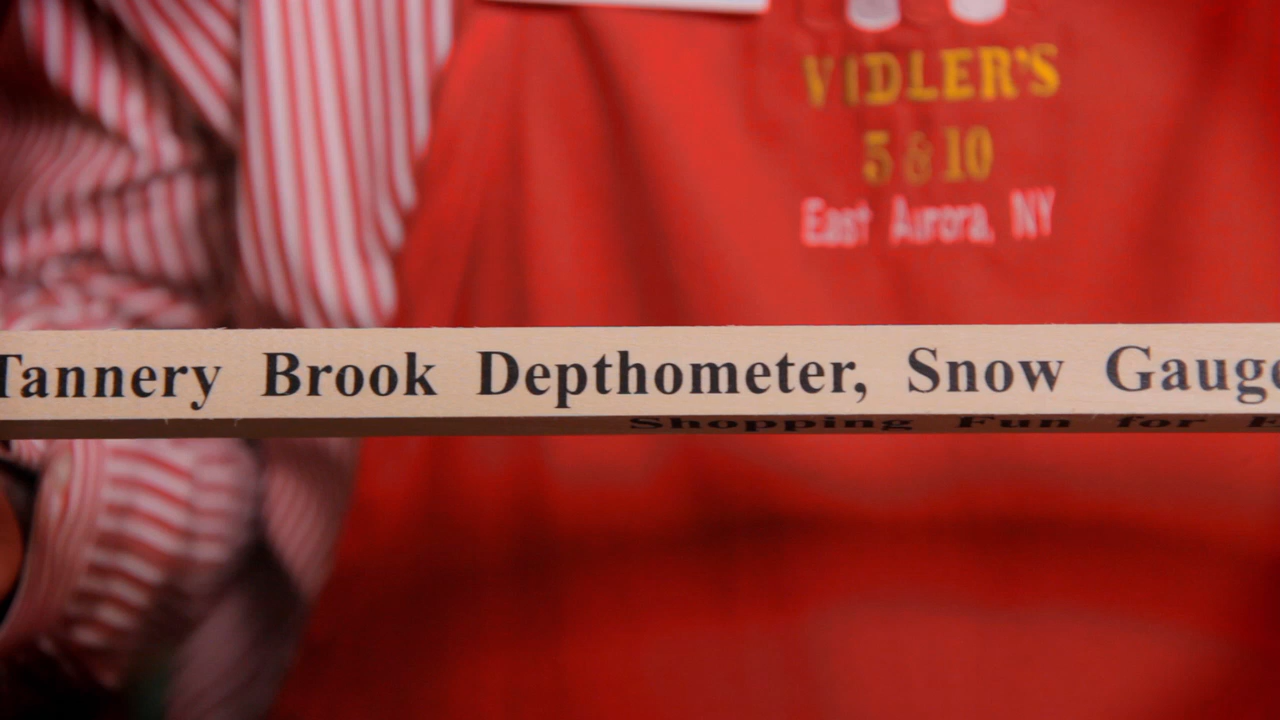 VIDLER'S
5 & 10
East Aurora, NY
Tannery Brook Depthometer, Snow Gauge
Shopping Fun for